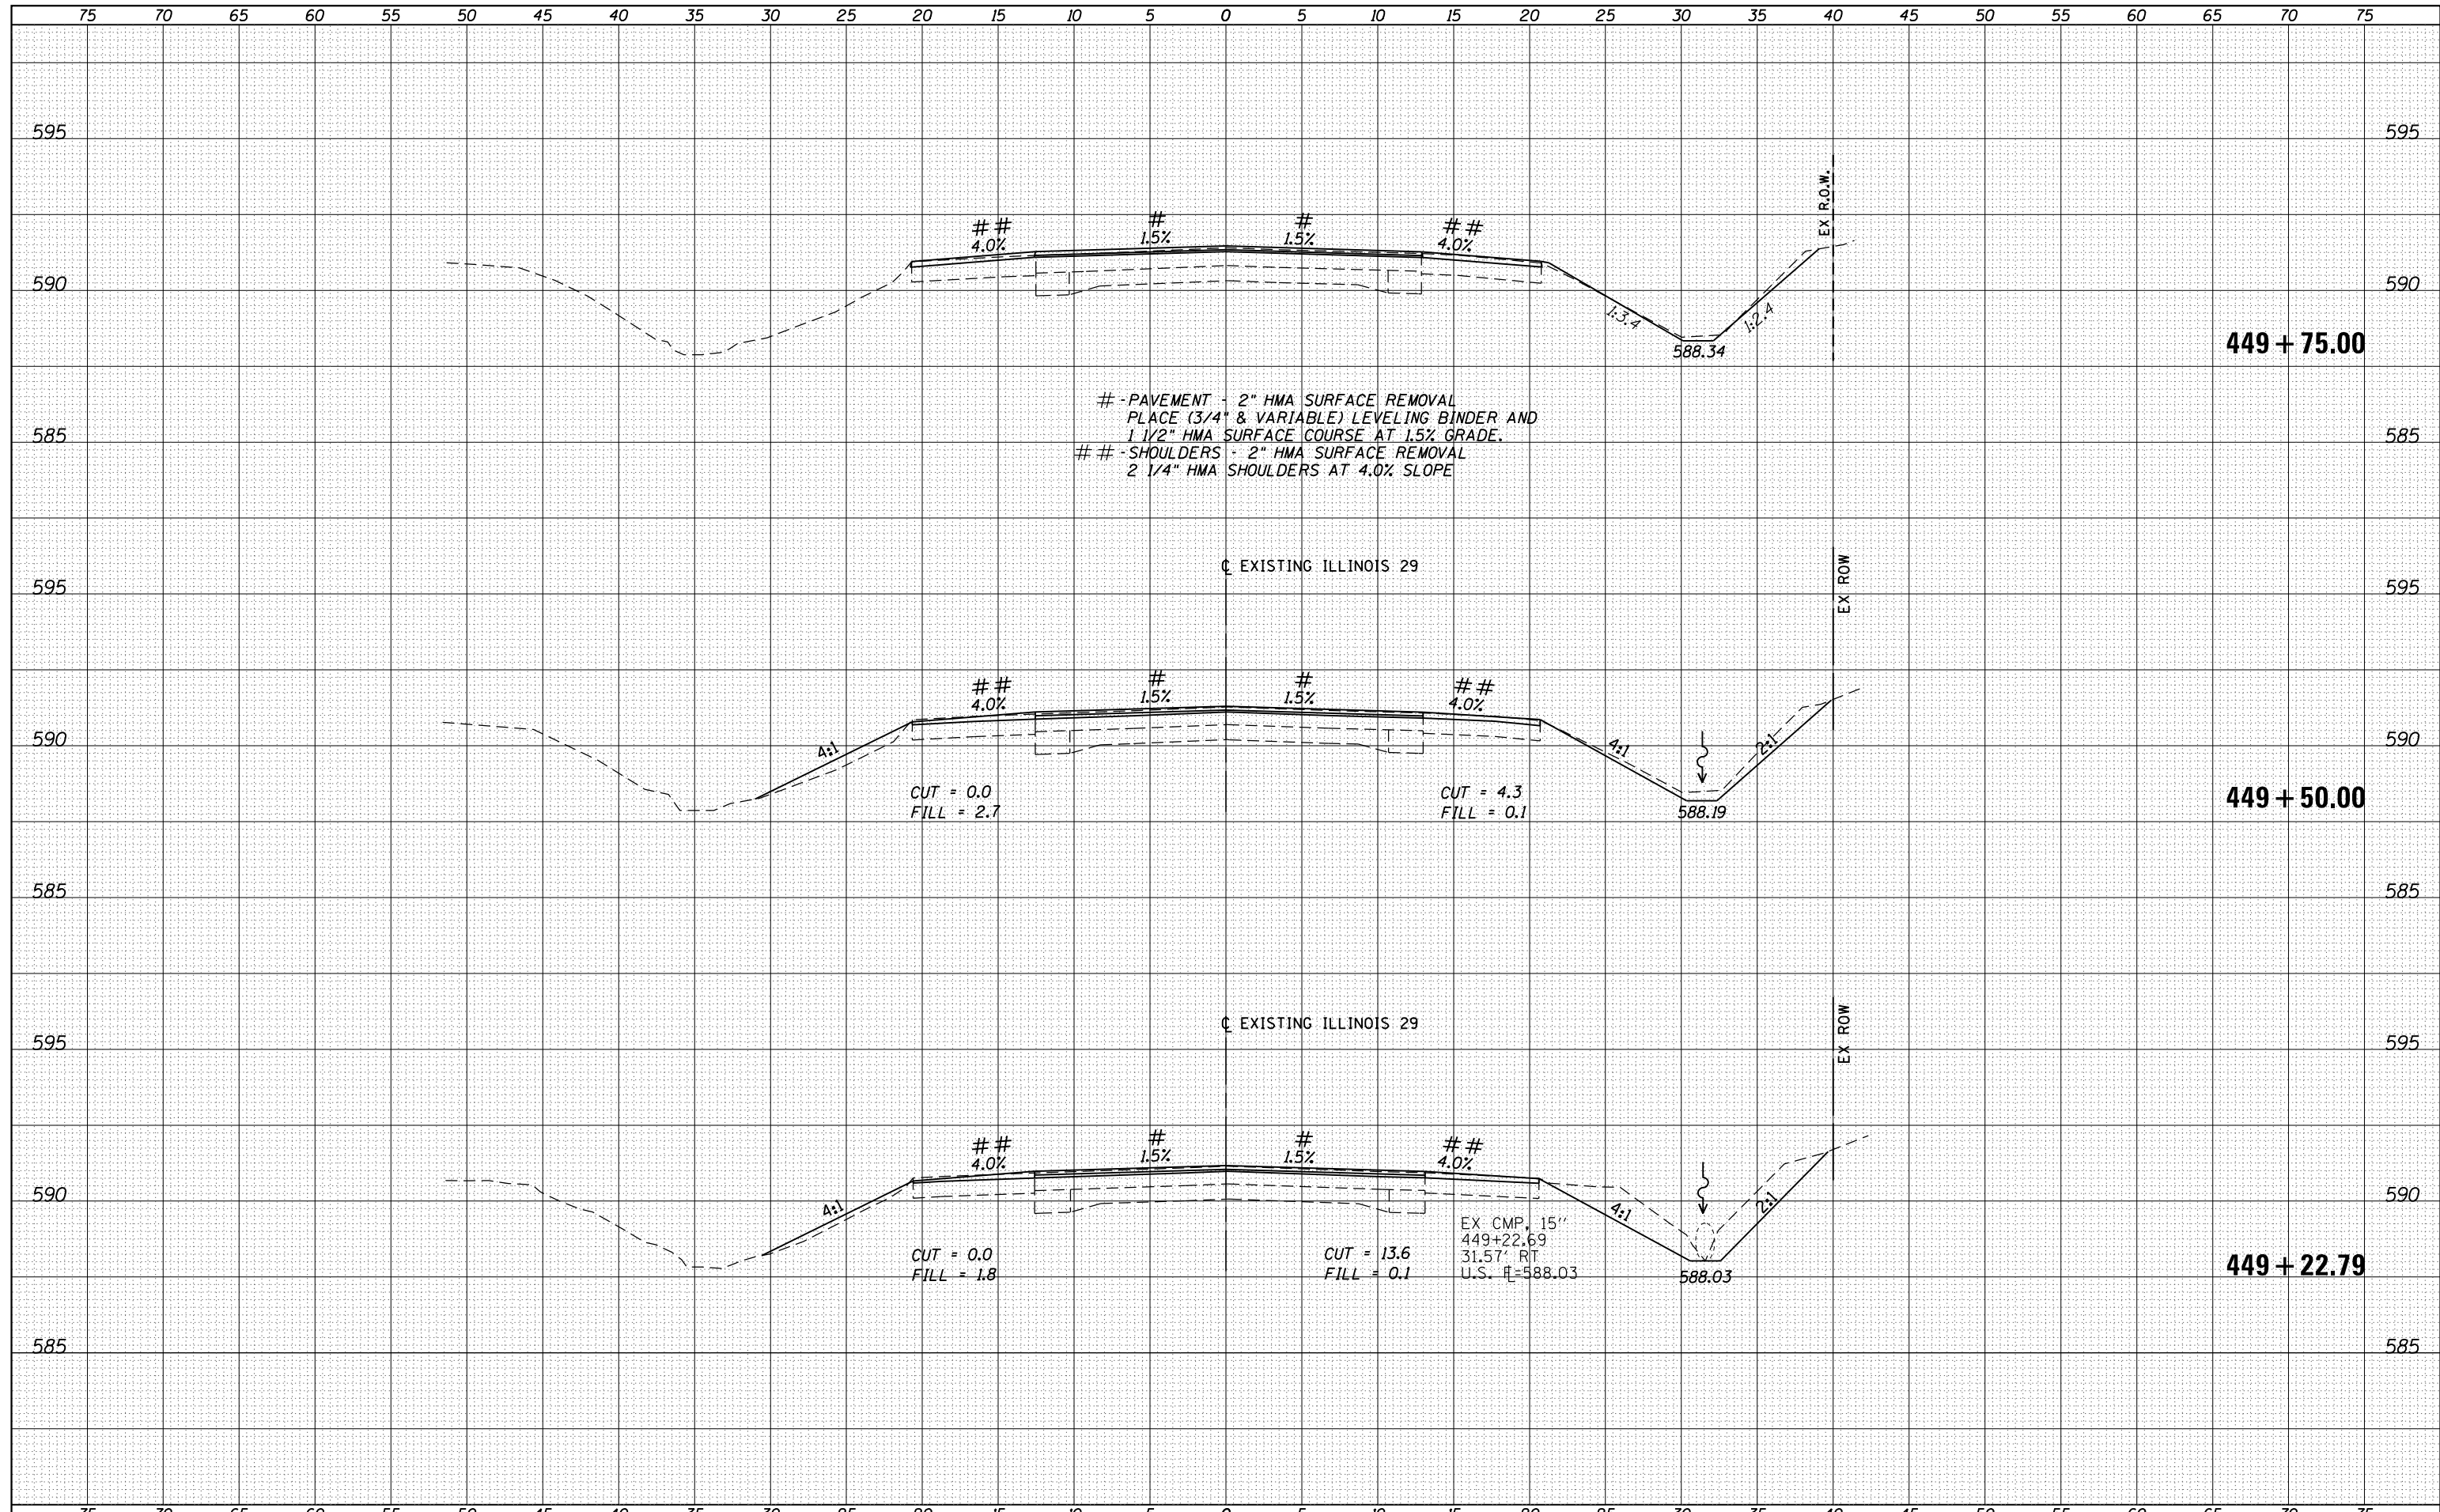 75 70 65 60 55 50 45 40 35 30 25 20 15 10 5 0 5 10 15 20 25 30 35 40 45 50 55 60 65 70 75
595 595
EX R.O.W.
## # # ##
4.0% 1.5% 1.5% 4.0%
590 590
1:3.4 1:2.4
588.34
449+75.00
# - PAVEMENT - 2" HMA SURFACE REMOVAL
PLACE (3/4" & VARIABLE) LEVELING BINDER AND
1 1/2" HMA SURFACE COURSE AT 1.5% GRADE.
## - SHOULDERS - 2" HMA SURFACE REMOVAL
2 1/4" HMA SHOULDERS AT 4.0% SLOPE
585 585
℄ EXISTING ILLINOIS 29
EX ROW
595 595
## # # ##
4.0% 1.5% 1.5% 4.0%
590 590
4:1 4:1 2:1
CUT = 0.0 CUT = 4.3
FILL = 2.7 FILL = 0.1
588.19
449+50.00
585 585
℄ EXISTING ILLINOIS 29
EX ROW
595 595
## # # ##
4.0% 1.5% 1.5% 4.0%
590 590
4:1 4:1 2:1
EX CMP, 15''
449+22.69
31.57' RT
U.S. FL=588.03
CUT = 0.0 CUT = 13.6
FILL = 1.8 FILL = 0.1
588.03
449+22.79
585 585
75 70 65 60 55 50 45 40 35 30 25 20 15 10 5 0 5 10 15 20 25 30 35 40 45 50 55 60 65 70 75